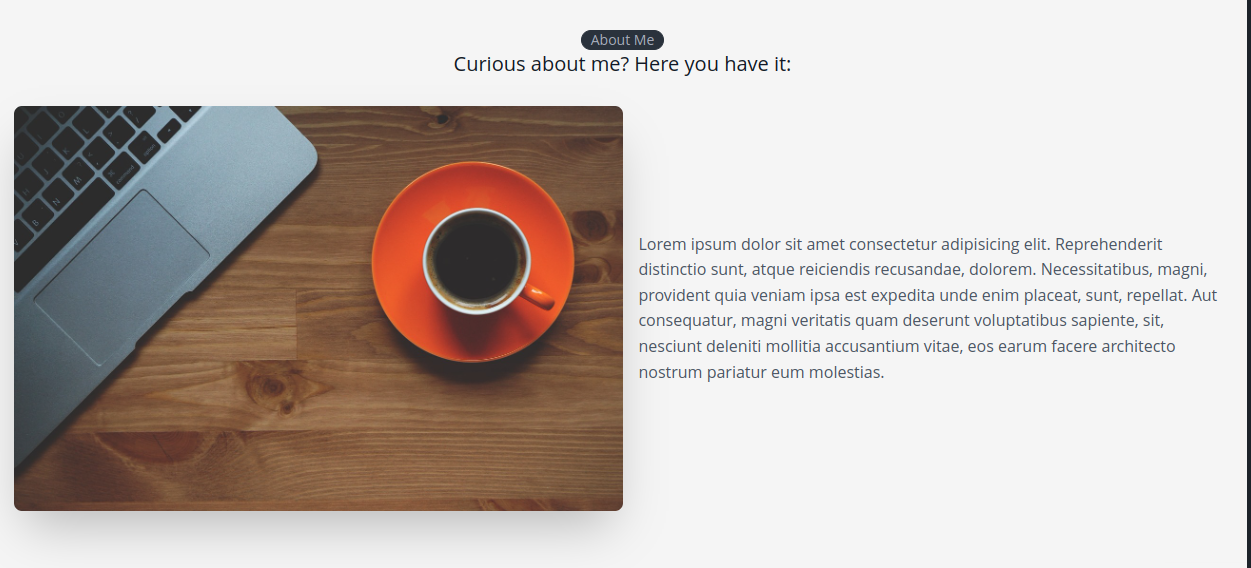 About Me
Curious about me? Here you have it:
Lorem ipsum dolor sit amet consectetur adipisicing elit. Reprehenderit
distinctio sunt, atque reiciendis recusandae, dolorem. Necessitatibus, magni,
provident quia veniam ipsa est expedita unde enim placeat, sunt, repellat. Aut
consequatur, magni veritatis quam deserunt voluptatibus sapiente, sit,
nesciunt deleniti mollitia accusantium vitae, eos earum facere architecto
nostrum pariatur eum molestias.